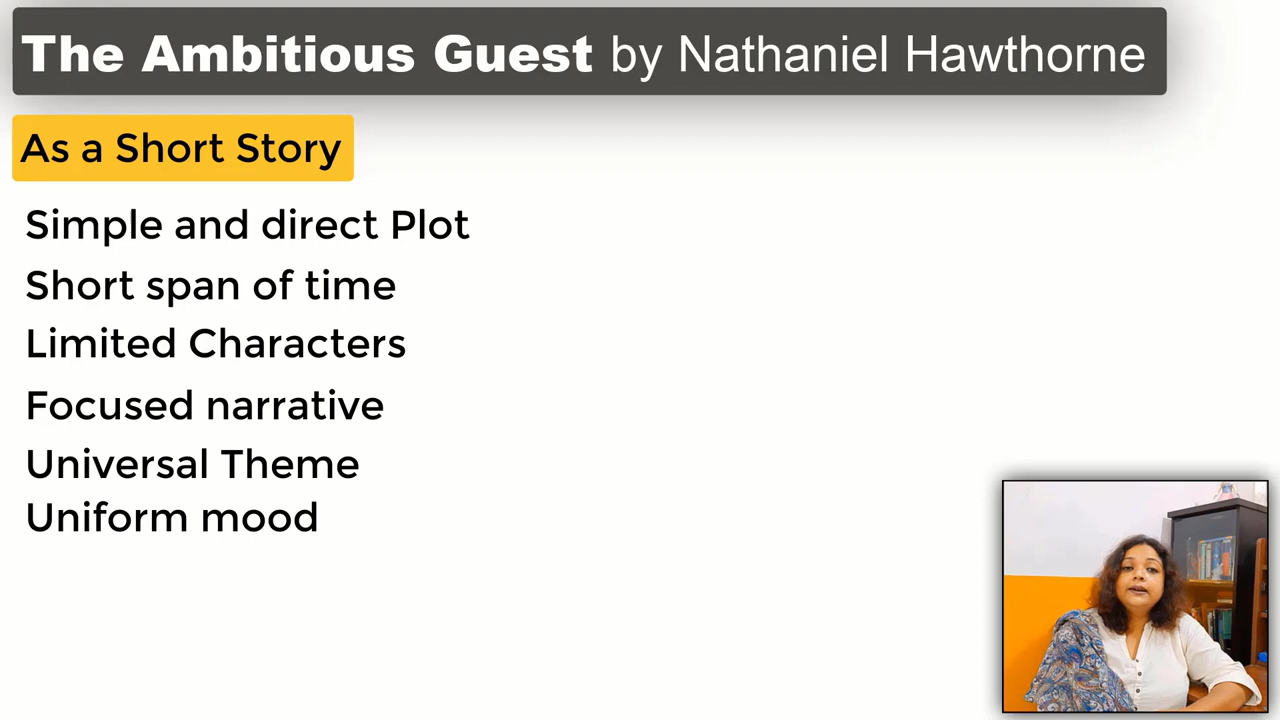 The Ambitious Guest by Nathaniel Hawthorne
As a Short Story
Simple and direct Plot
Short span of time
Limited Characters
Focused narrative
Universal Theme
Uniform mood